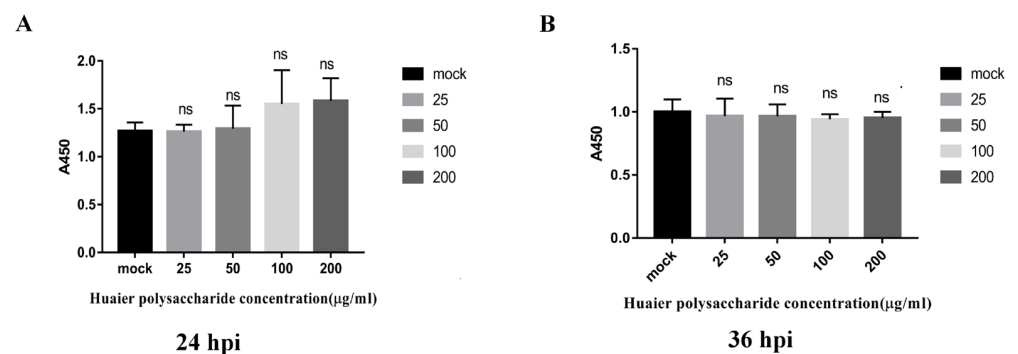 A
ns
ns
ns
ns
2.0
1.5
1.0
0.5
0.0
A450
mock
25
50
100
200
Huaier polysaccharide concentration(μg/ml)
24 hpi
mock
25
50
100
200
B
ns
ns
ns
ns
1.5
1.0
0.5
0.0
A450
mock
25
50
100
200
Huaier polysaccharide concentration(μg/ml)
36 hpi
mock
25
50
100
200